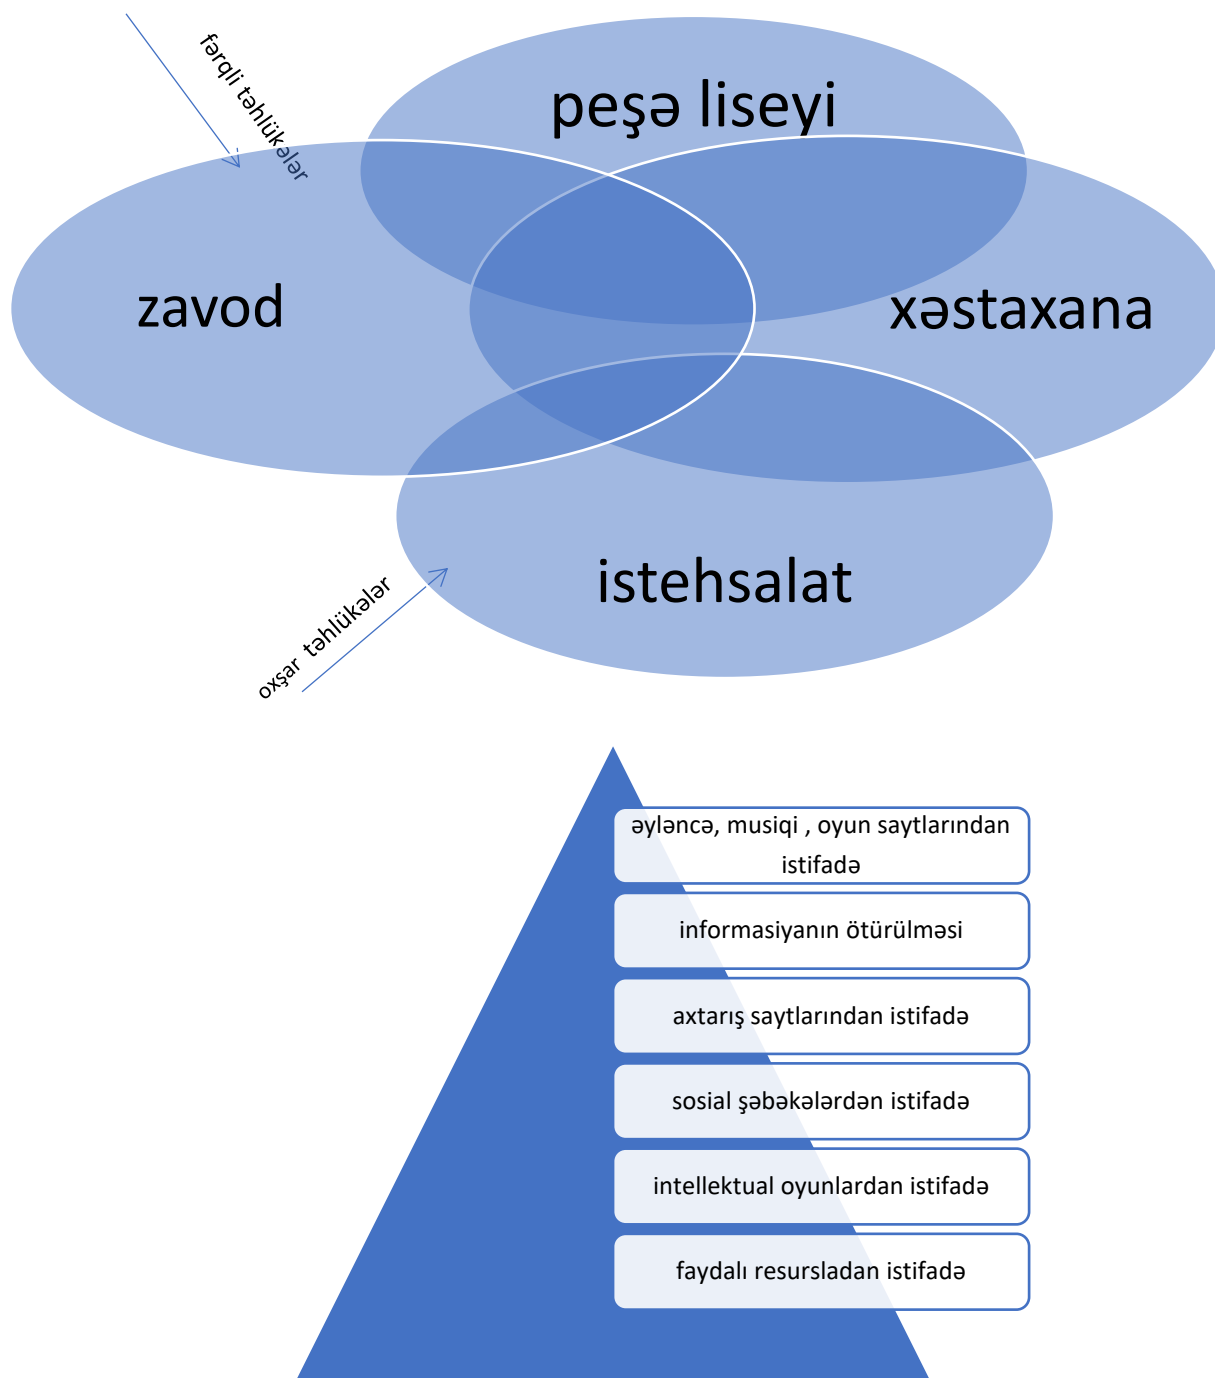 fərqli təhlükələr
peşə liseyi
zavod
xəstaxana
istehsalat
oxşar təhlükələr
əyləncə, musiqi , oyun saytlarından
istifadə
informasiyanın ötürülməsi
axtarış saytlarından istifadə
sosial şəbəkələrdən istifadə
intellektual oyunlardan istifadə
faydalı resursladan istifadə